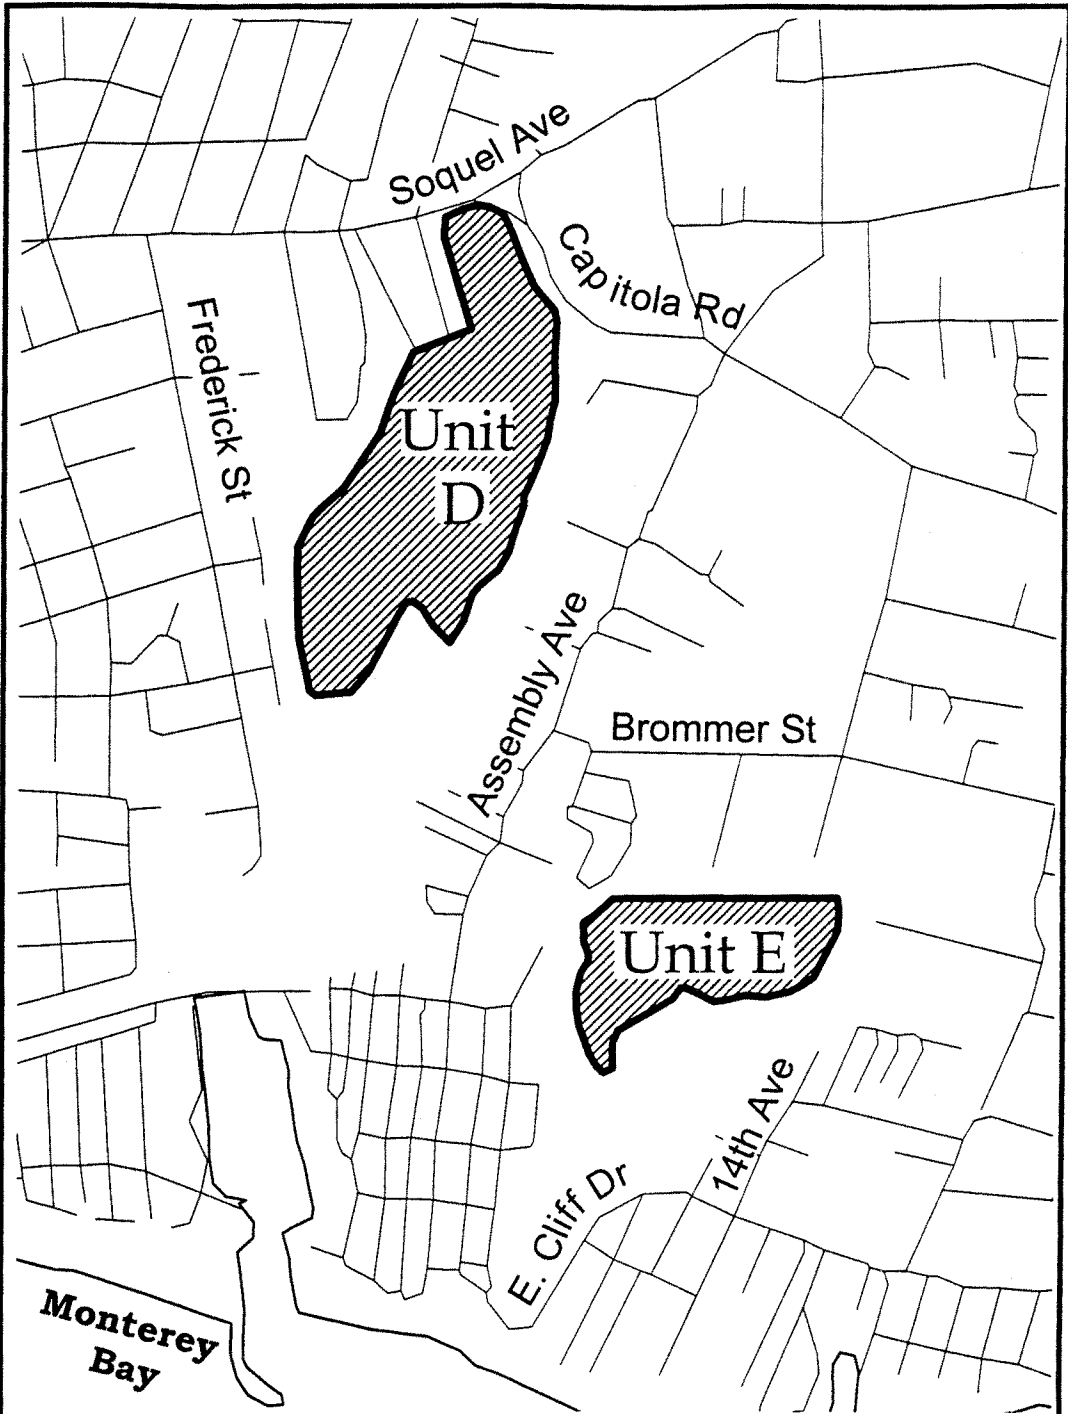 Soquel Ave
Capitola Rd
Frederick St
Unit
D
Assembly Ave
Brommer St
Unit E
14th Ave
E. Cliff Dr
Monterey
Bay